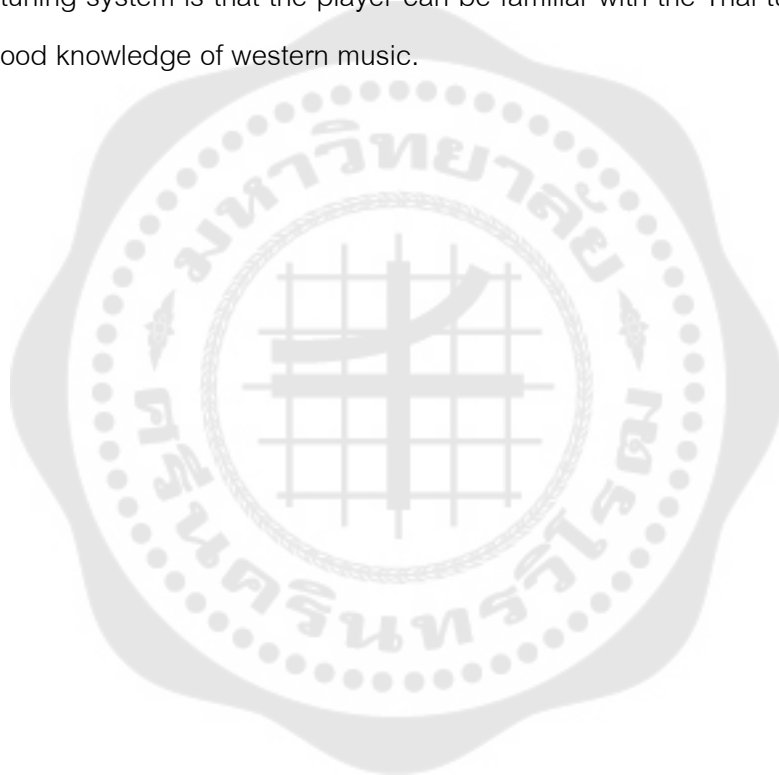 tuning system is that the player can be familiar with the Thai
ood knowledge of western music.
มหาวิทยาลัย
ศรีนครินทรวิโรฒ